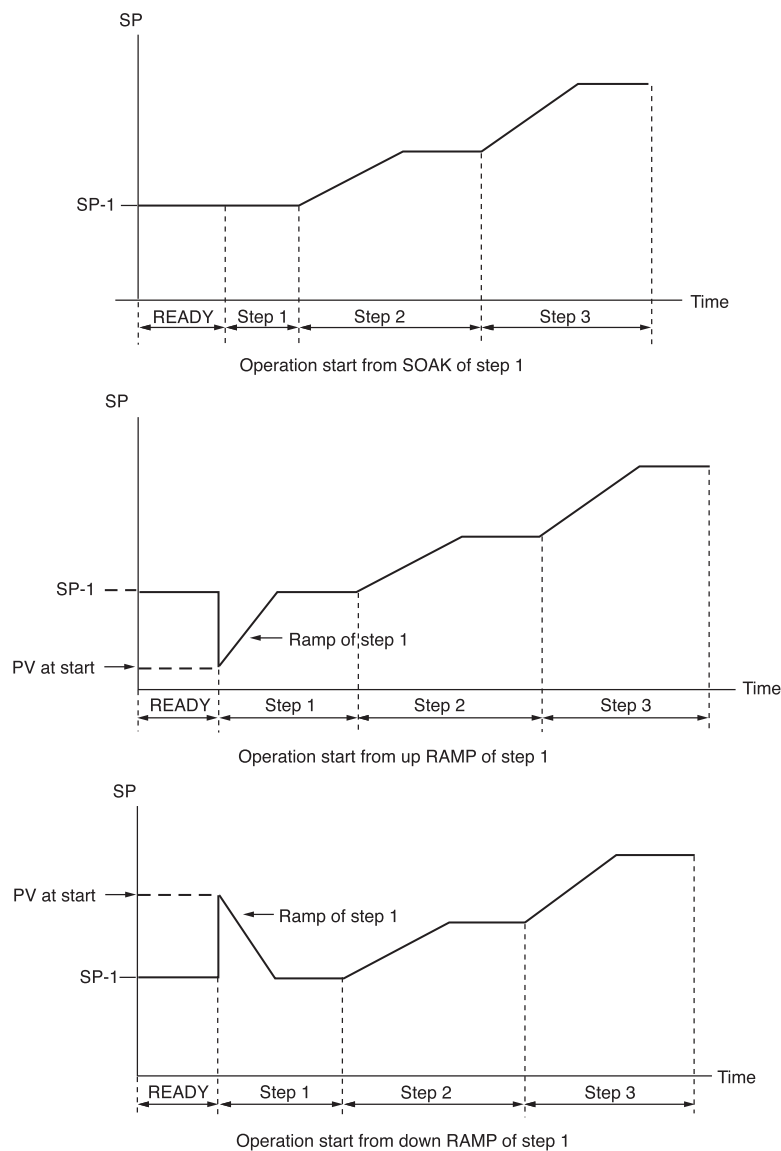 SP
SP-1
Time
READY Step 1 Step 2 Step 3
Operation start from SOAK of step 1
SP
SP-1
Ramp of step 1
PV at start
Time
READY Step 1 Step 2 Step 3
Operation start from up RAMP of step 1
SP
PV at start
Ramp of step 1
SP-1
Time
READY Step 1 Step 2 Step 3
Operation start from down RAMP of step 1